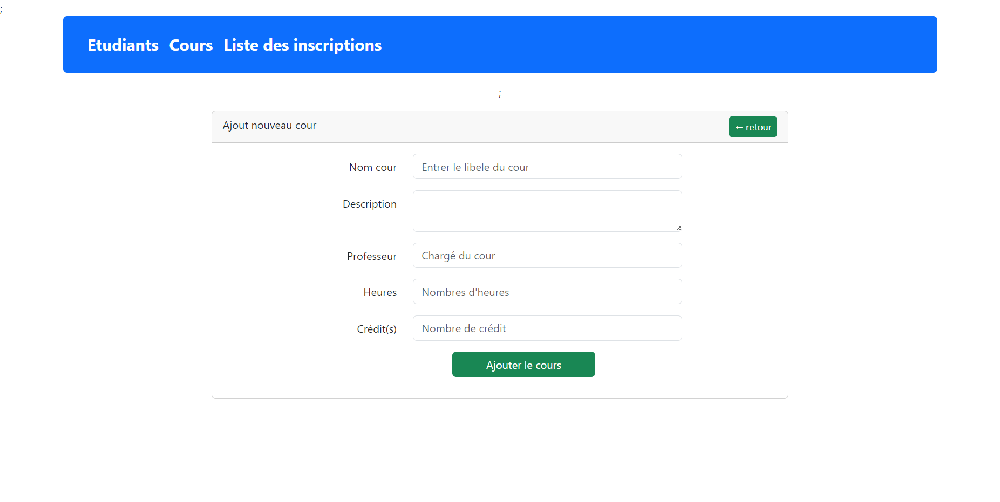 ;
Etudiants Cours Liste des inscriptions
;
Ajout nouveau cour
← retour
Nom cour
Entrer le libele du cour
Description
Professeur
Chargé du cour
Heures
Nombres d'heures
Crédit(s)
Nombre de crédit
Ajouter le cours